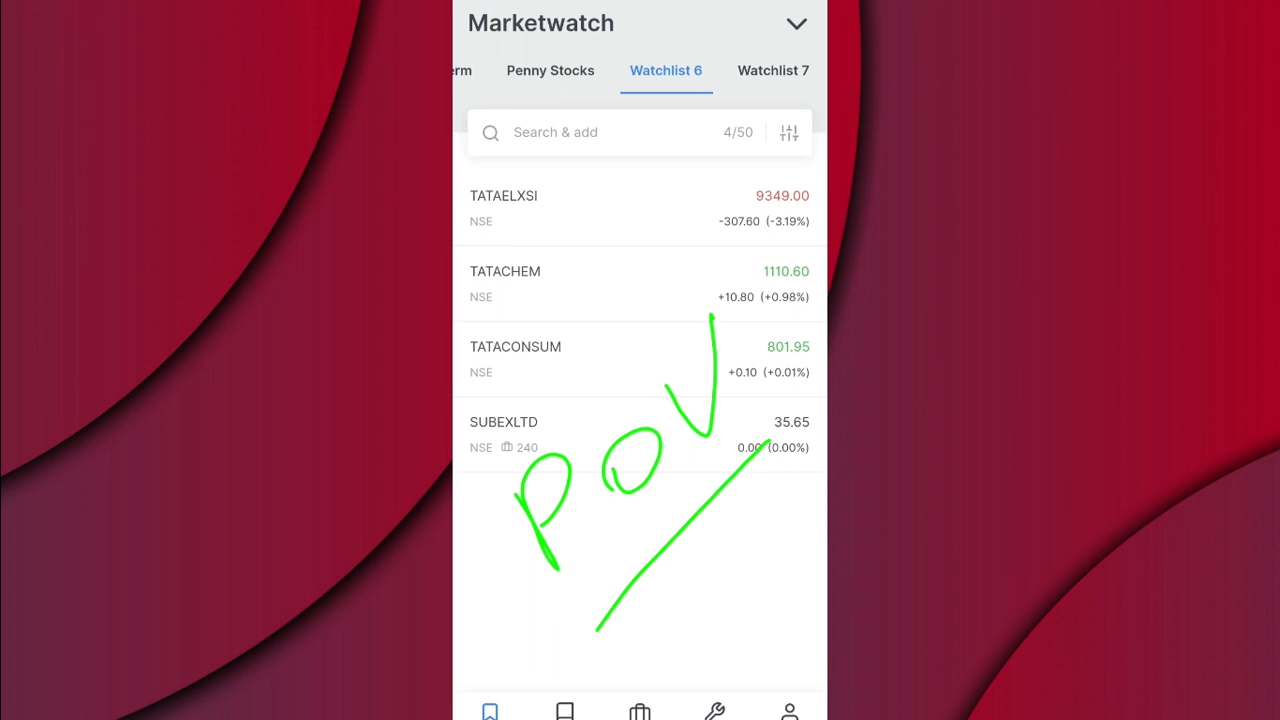 Marketwatch
erm Penny Stocks Watchlist 6 Watchlist 7
Search & add 4/50
TATAELXSI 9349.00
NSE -307.60 (-3.19%)
TATACHEM 1110.60
NSE +10.80 (+0.98%)
TATACONSUM 801.95
NSE +0.10 (+0.01%)
SUBEXLTD 35.65
NSE 240 0.00 (0.00%)
POV